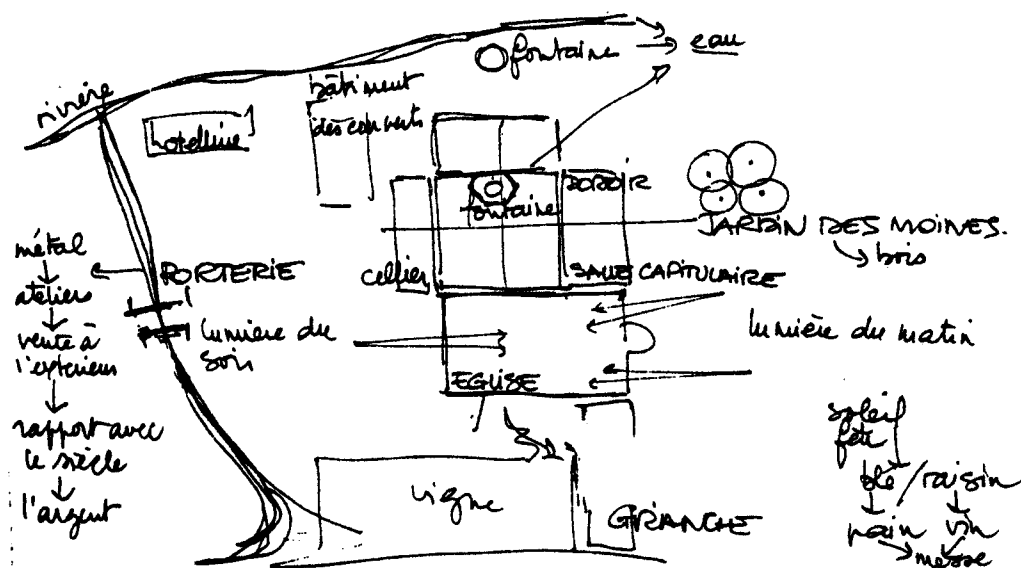 fontaine
eau
rivière
hotellerie
bâtiment
des convers
DORTOIR
fontaine
JARDIN DES MOINES.
bois
métal
PORTERIE
cellier
SALLE CAPITULAIRE
ateliers
vente à
l'extérieur
lumière du
soir
lumière du matin
EGLISE
rapport avec
le siècle
l'argent
soleil
fête
blé / raisin
vigne
GRANCHE
pain
vin
messe